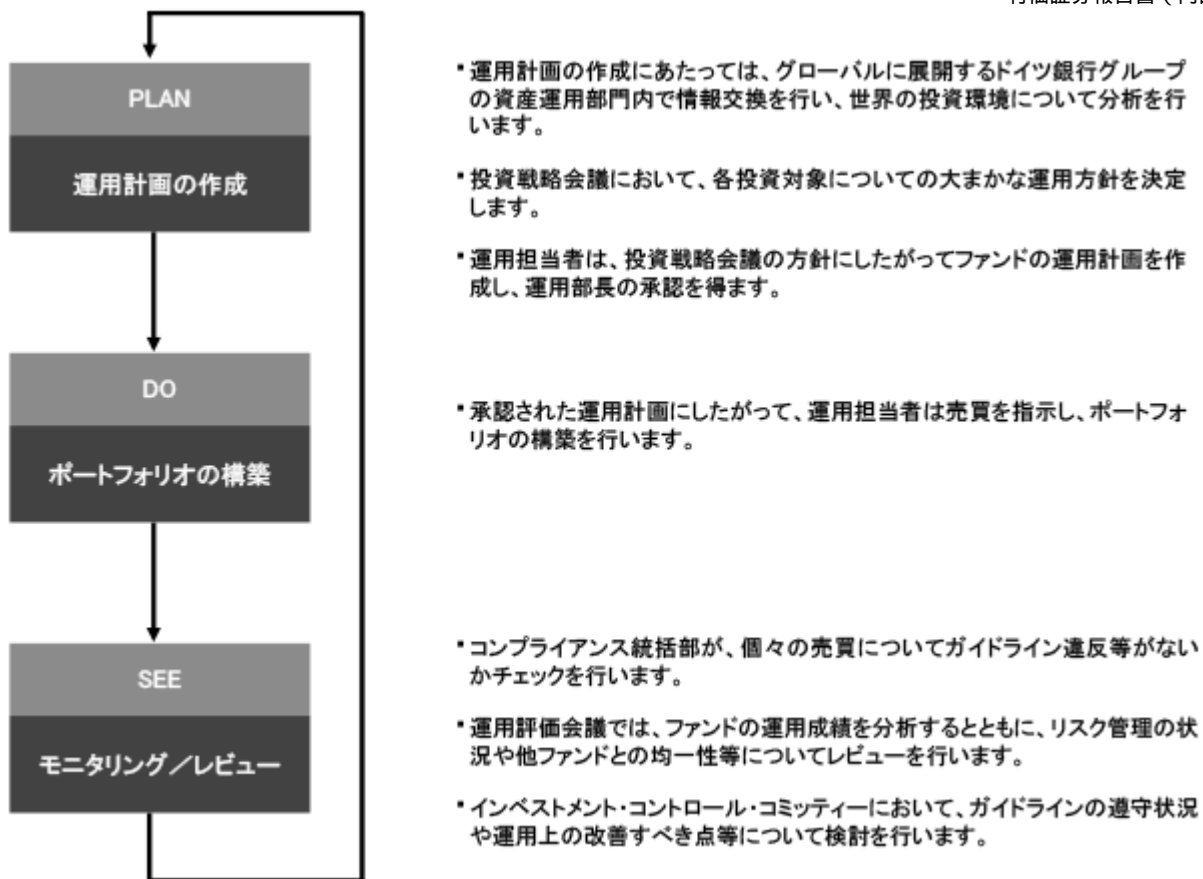 PLAN
運用計画の作成
▪運用計画の作成にあたっては、グローバルに展開するドイツ銀行グループ
の資産運用部門内で情報交換を行い、世界の投資環境について分析を行
います。
▪投資戦略会議において、各投資対象についての大まかな運用方針を決定
します。
▪運用担当者は、投資戦略会議の方針にしたがってファンドの運用計画を作
成し、運用部長の承認を得ます。
DO
ポートフォリオの構築
▪承認された運用計画にしたがって、運用担当者は売買を指示し、ポートフォ
リオの構築を行います。
SEE
モニタリング／レビュー
▪コンプライアンス統括部が、個々の売買についてガイドライン違反等がない
かチェックを行います。
▪運用評価会議では、ファンドの運用成績を分析するとともに、リスク管理の状
況や他ファンドとの均一性等についてレビューを行います。
▪インベストメント・コントロール・コミッティーにおいて、ガイドラインの遵守状況
や運用上の改善すべき点等について検討を行います。